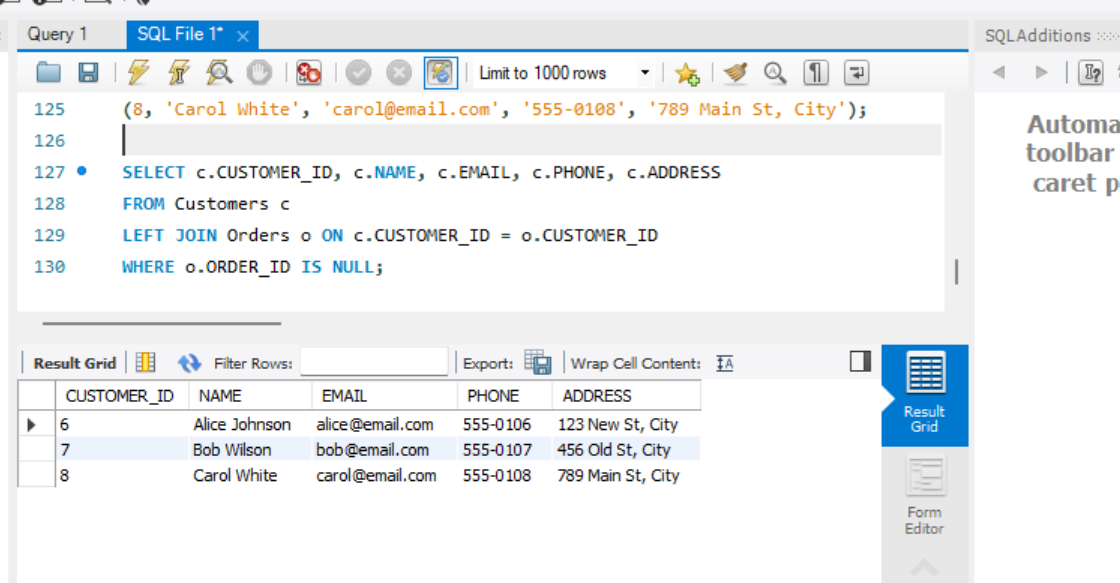 Query 1
SQL File 1*
SQLAdditions
Limit to 1000 rows
125 (8, 'Carol White', 'carol@email.com', '555-0108', '789 Main St, City');
126
127 SELECT c.CUSTOMER_ID, c.NAME, c.EMAIL, c.PHONE, c.ADDRESS
128 FROM Customers c
129 LEFT JOIN Orders o ON c.CUSTOMER_ID = o.CUSTOMER_ID
130 WHERE o.ORDER_ID IS NULL;
Automa
toolbar
caret p
Result Grid Filter Rows: Export: Wrap Cell Content: IA
CUSTOMER_ID NAME EMAIL PHONE ADDRESS
6 Alice Johnson alice@email.com 555-0106 123 New St, City
7 Bob Wilson bob@email.com 555-0107 456 Old St, City
8 Carol White carol@email.com 555-0108 789 Main St, City
Result
Grid
Form
Editor